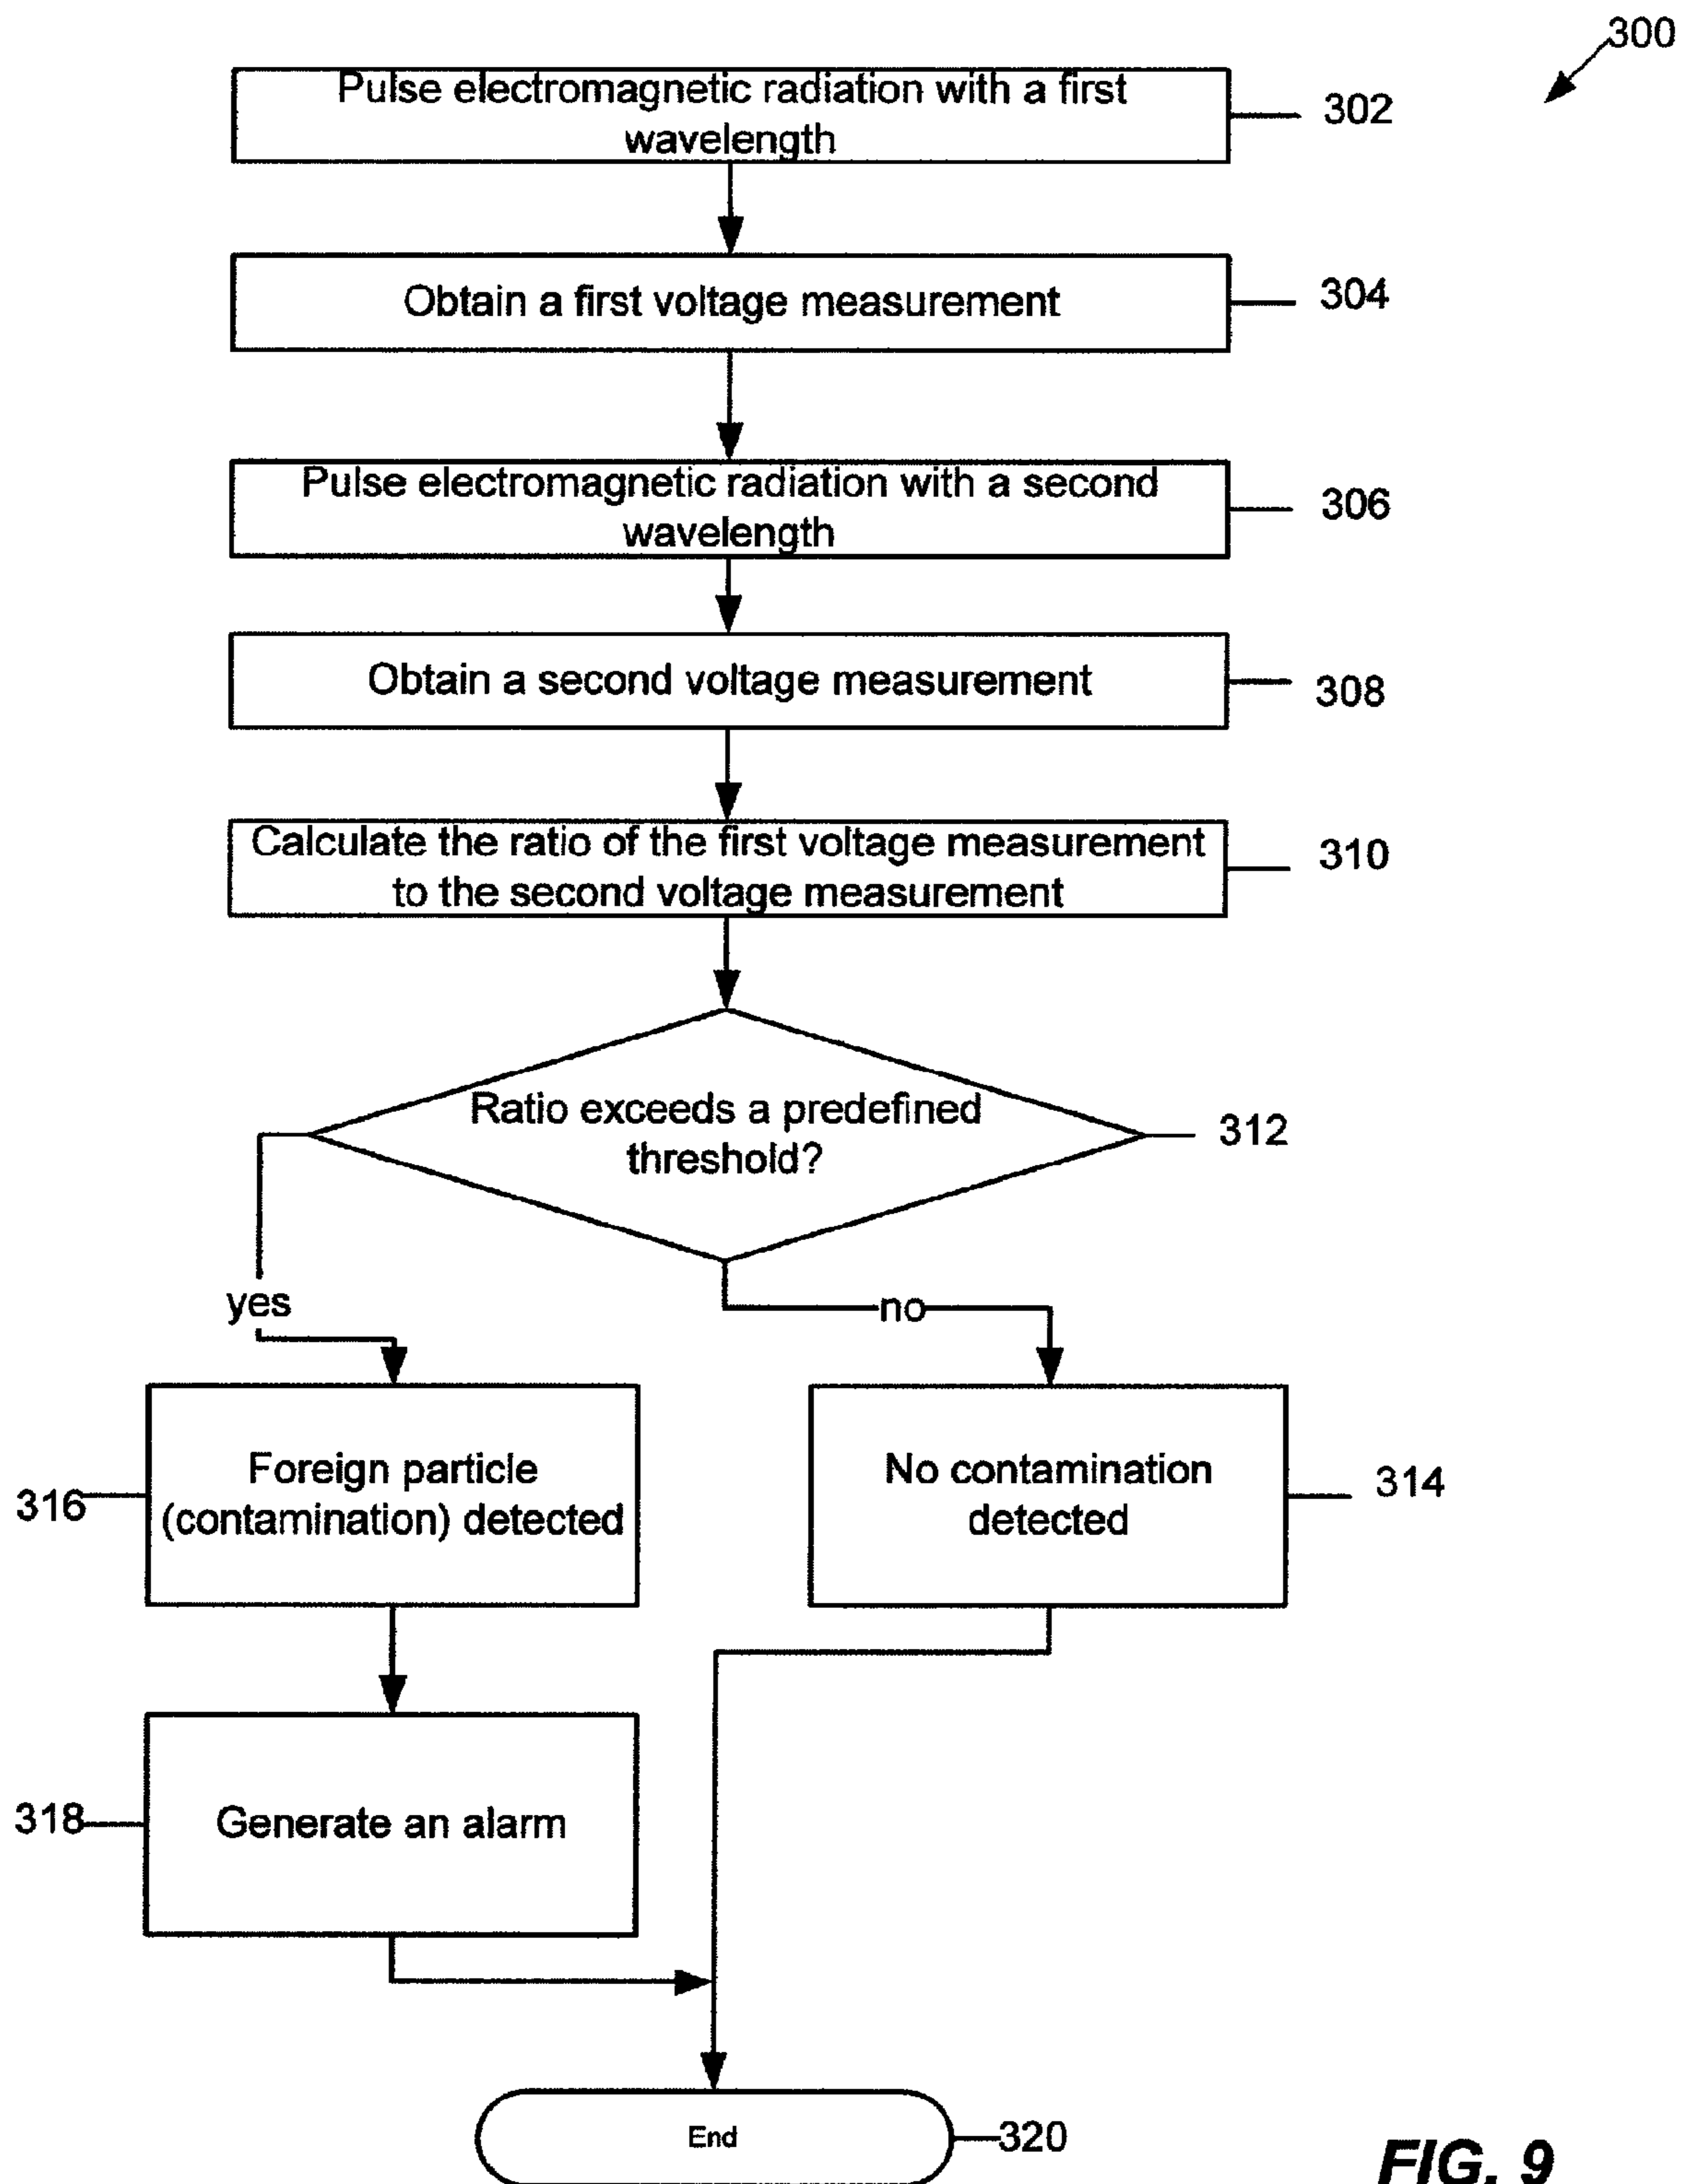 300
Pulse electromagnetic radiation with a first
wavelength
302
Obtain a first voltage measurement
304
Pulse electromagnetic radiation with a second
wavelength
306
Obtain a second voltage measurement
308
Calculate the ratio of the first voltage measurement
to the second voltage measurement
310
Ratio exceeds a predefined
threshold?
312
yes
no
Foreign particle
(contamination) detected
316
No contamination
detected
314
Generate an alarm
318
End
320
FIG. 9